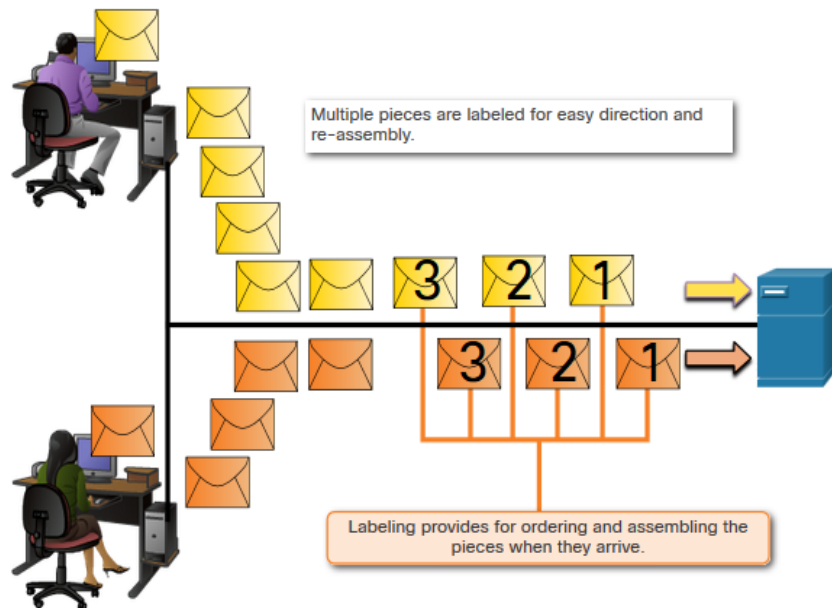 Multiple pieces are labeled for easy direction and
re-assembly.
3 2 1
3 2 1
Labeling provides for ordering and assembling the
pieces when they arrive.